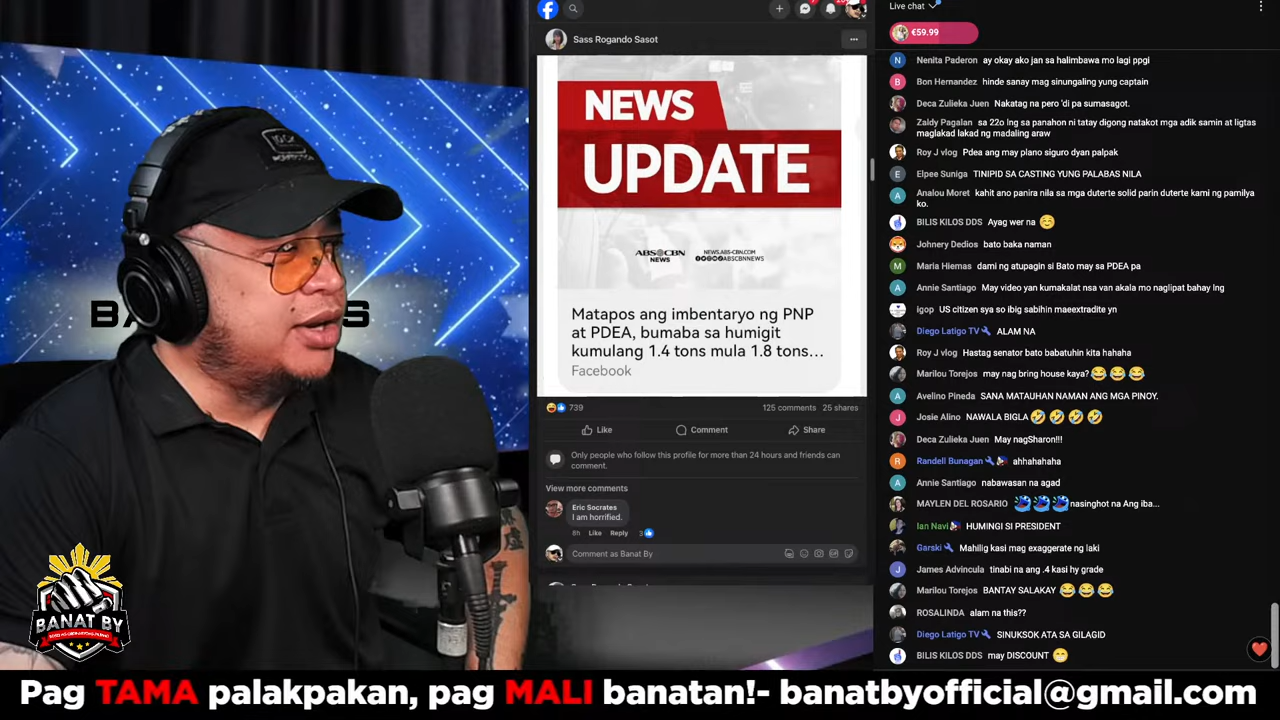 Sass Rogando Sasot
NEWS
UPDATE
ABS CBN
NEWS
NEWS.ABS-CBN.COM
ABSCBNNEWS
Matapos ang imbentaryo ng PNP
at PDEA, bumaba sa humigit
kumulang 1.4 tons mula 1.8 tons…
Facebook
739
125 comments 25 shares
Like
Comment
Share
Only people who follow this profile for more than 24 hours and friends can
comment.
View more comments
Eric Socrates
I am horrified.
8h Like Reply 3
Comment as Banat By
BANAT BY
Live chat
€59.99
N Nenita Paderon ay okay ako jan sa halimbawa mo lagi ppgi
B Bon Hernandez hinde sanay mag sinungaling yung captain
Deca Zulieka Juen Nakatag na pero 'di pa sumasagot.
Zaldy Pagalan sa 22o lng sa panahon ni tatay digong natakot mga adik samin at ligtas
maglakad lakad ng madaling araw
Roy J vlog Pdea ang may plano siguro dyan palpak
E Elpee Suniga TINIPID SA CASTING YUNG PALABAS NILA
A Analou Moret kahit ano panira nila sa mga duterte solid parin duterte kami ng pamilya
ko.
BILIS KILOS DDS Ayag wer na ☺️
Johnery Dedios bato baka naman
M Maria Hiemas dami ng atupagin si Bato may sa PDEA pa
A Annie Santiago May video yan kumakalat nsa van akala mo naglipat bahay lng
Igop US citizen sya so ibig sabihin maeextradite yn
Diego Latigo TV ALAM NA
Roy J vlog Hastag senator bato babatuhin kita hahaha
Marilou Torejos may nag bring house kaya? 😂😂😂
A Avelino Pineda SANA MATAUHAN NAMAN ANG MGA PINOY.
J Josie Alino NAWALA BIGLA 🤣🤣🤣🤣
Deca Zulieka Juen May nagSharon!!!
R Randell Bunagan ahhahahaha
A Annie Santiago nabawasan na agad
MAYLEN DEL ROSARIO nasinghot na Ang iba...
Ian Navi HUMINGI SI PRESIDENT
Garski Mahilig kasi mag exaggerate ng laki
J James Advincula tinabi na ang .4 kasi hy grade
Marilou Torejos BANTAY SALAKAY 😂😂😂
ROSALINDA alam na this??
Diego Latigo TV SINUKSOK ATA SA GILAGID
BILIS KILOS DDS may DISCOUNT 😁
Pag TAMA palakpakan, pag MALI banatan!- banatbyofficial@gmail.com